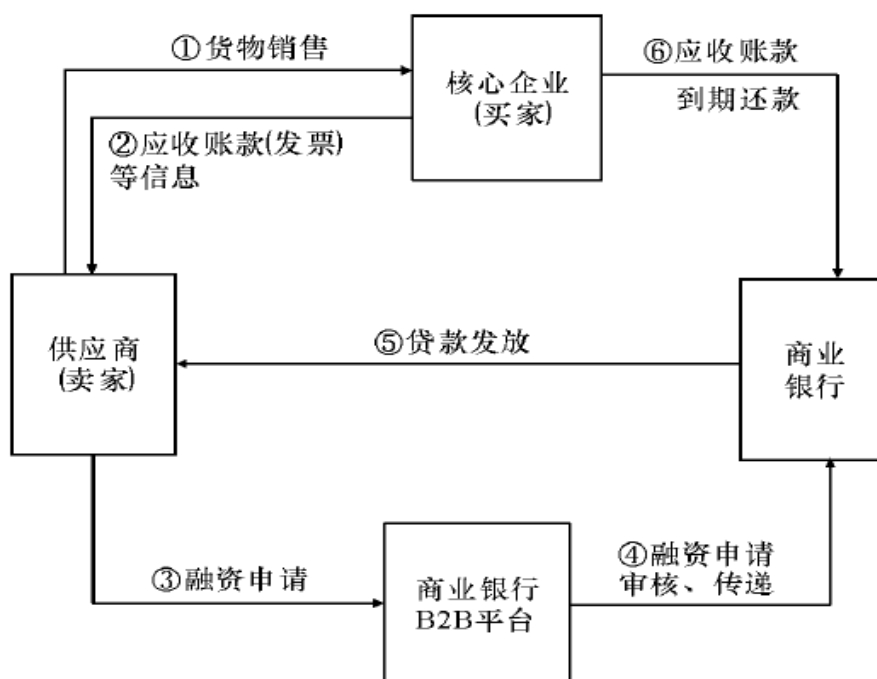 ①货物销售
核心企业
(买家)
⑥应收账款
到期还款
②应收账款(发票)
等信息
供应商
(卖家)
⑤贷款发放
商业
银行
③融资申请
商业银行
B2B平台
④融资申请
审核、传递